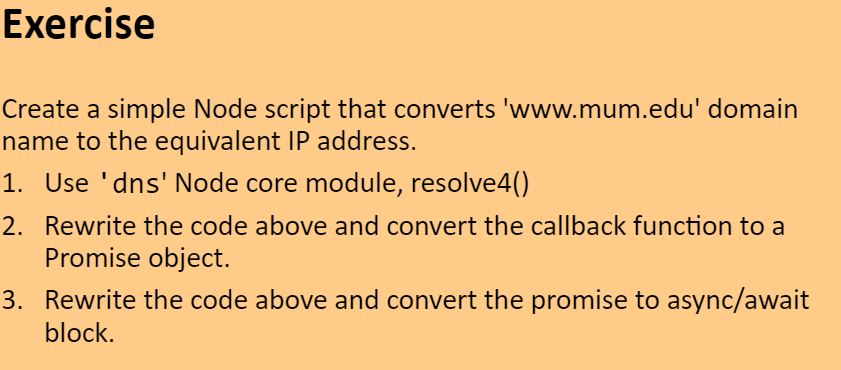 Exercise
Create a simple Node script that converts 'www.mum.edu' domain
name to the equivalent IP address.
1. Use 'dns' Node core module, resolve4()
2. Rewrite the code above and convert the callback function to a
Promise object.
3. Rewrite the code above and convert the promise to async/await
block.